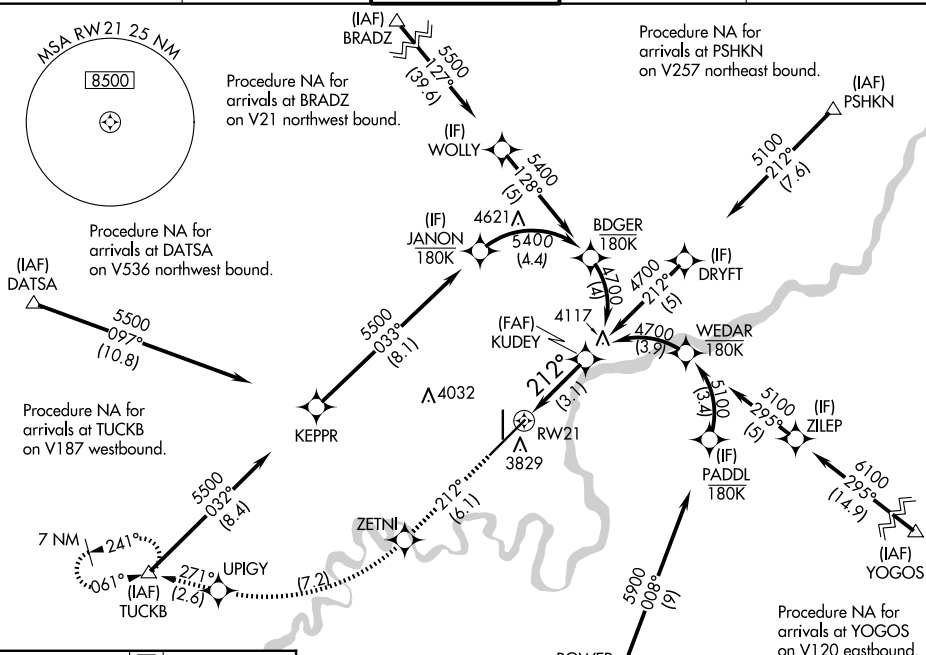 MSA RW21 25 NM
8500
(IAF)
BRADZ
5500
127°
(39.6)
Procedure NA for
arrivals at BRADZ
on V21 northwest bound.
Procedure NA for
arrivals at PSHKN
on V257 northeast bound.
(IAF)
PSHKN
5100
212°
(7.6)
(IF)
WOLLY
5400
128°
(5)
Procedure NA for
arrivals at DATSA
on V536 northwest bound.
(IF)
JANON
180K
4621
5400
(4.4)
BDGER
180K
4700
(4)
4700
212°
(5)
(IF)
DRYFT
(IAF)
DATSA
5500
097°
(10.8)
5500
033°
(8.1)
(FAF)
KUDEY
4117
4700
(3.9)
WEDAR
180K
212°
(3.1)
4032
KEPPR
Procedure NA for
arrivals at TUCKB
on V187 westbound.
RW21
3829
5100
(3.4)
5100
295°
(5)
(IF)
ZILEP
(IF)
PADDL
180K
6100
295°
(14.9)
(IAF)
YOGOS
5500
032°
(8.4)
212°
(6.1)
ZETNI
7 NM
241°
061°
(IAF)
TUCKB
271°
(2.6)
UPIGY
(7.2)
5900
008°
(9)
Procedure NA for
arrivals at YOGOS
on V120 eastbound.